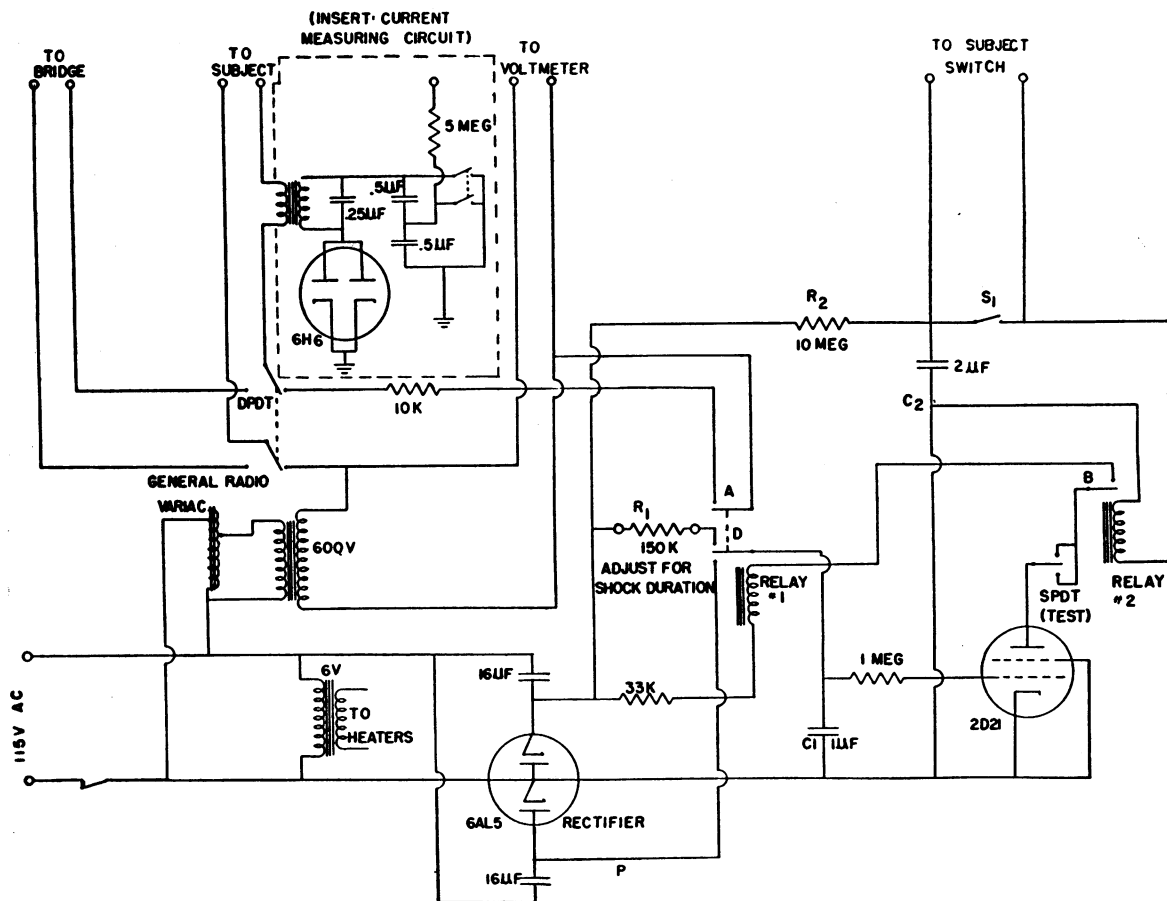 (INSERT· CURRENT
MEASURING CIRCUIT)
TO
BRIDGE
TO
SUBJECT
TO
VOLTMETER
TO SUBJECT
SWITCH
5 MEG
.5µF
.25µF
.5µF
6H6
R2
10 MEG
S1
2µF
C2
DPDT
10K
GENERAL RADIO
VARIAC
600V
A
B
R1
D
150K
ADJUST FOR
SHOCK DURATION
RELAY
#1
SPDT
(TEST)
RELAY
#2
115V AC
6V
TO
HEATERS
16µF
33K
1 MEG
C1
1µF
2D21
6AL5
RECTIFIER
P
16µF